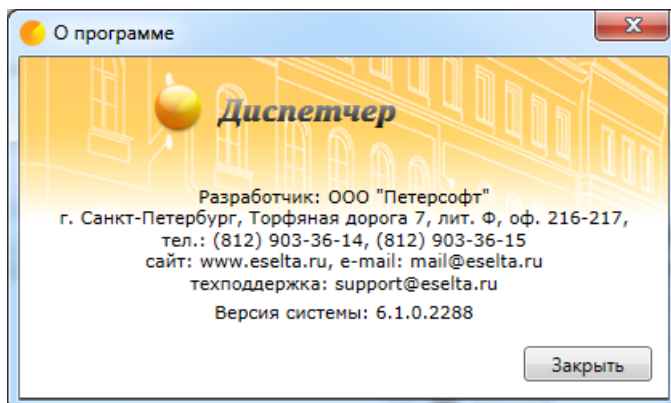 О программе
Диспетчер
Разработчик: ООО "Петерсофт"
г. Санкт-Петербург, Торфяная дорога 7, лит. Ф, оф. 216-217,
тел.: (812) 903-36-14, (812) 903-36-15
сайт: www.eselta.ru, e-mail: mail@eselta.ru
техподдержка: support@eselta.ru
Версия системы: 6.1.0.2288
Закрыть